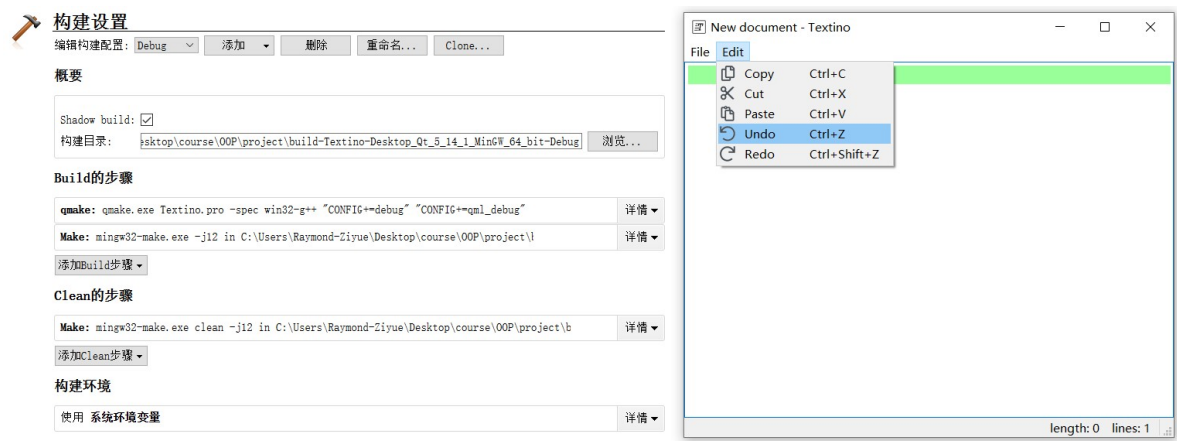 构建设置
编辑构建配置: Debug 添加 删除 重命名... Clone...
概要
Shadow build:
构建目录: esktop\course\OOP\project\build-Textino-Desktop_Qt_5_14_1_MinGW_64_bit-Debug 浏览...
Build的步骤
qmake: qmake.exe Textino.pro -spec win32-g++ "CONFIG+=debug" "CONFIG+=qml_debug" 详情
Make: mingw32-make.exe -j12 in C:\Users\Raymond-Ziyue\Desktop\course\OOP\project\b 详情
添加Build步骤
Clean的步骤
Make: mingw32-make.exe clean -j12 in C:\Users\Raymond-Ziyue\Desktop\course\OOP\project\b 详情
添加Clean步骤
构建环境
使用 系统环境变量 详情
New document - Textino
File Edit
Copy Ctrl+C
Cut Ctrl+X
Paste Ctrl+V
Undo Ctrl+Z
Redo Ctrl+Shift+Z
length: 0 lines: 1